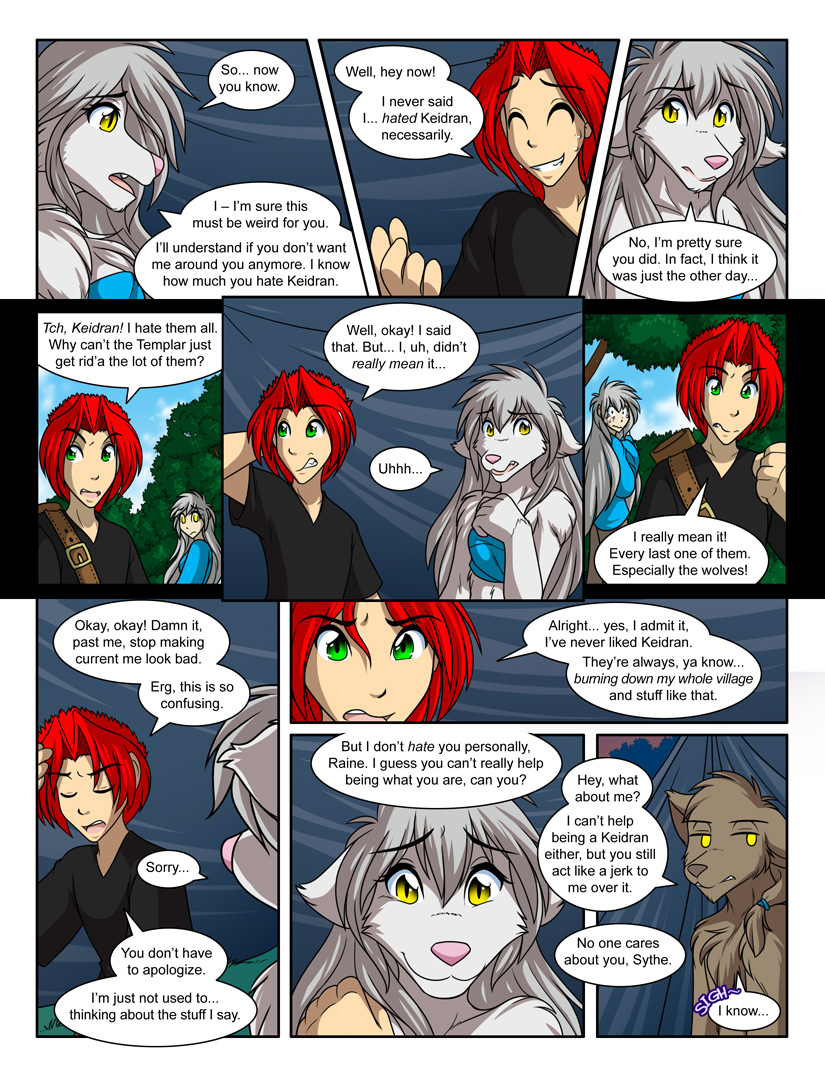 So... now
you know.
I – I'm sure this
must be weird for you.
I'll understand if you don't want
me around you anymore. I know
how much you hate Keidran.
Well, hey now!
I never said
I... hated Keidran,
necessarily.
No, I'm pretty sure
you did. In fact, I think it
was just the other day...
Tch, Keidran! I hate them all.
Why can't the Templar just
get rid'a the lot of them?
Well, okay! I said
that. But... I, uh, didn't
really mean it...
Uhhh...
I really mean it!
Every last one of them.
Especially the wolves!
Okay, okay! Damn it,
past me, stop making
current me look bad.
Erg, this is so
confusing.
Sorry...
You don't have
to apologize.
I'm just not used to...
thinking about the stuff I say.
Alright... yes, I admit it,
I've never liked Keidran.
They're always, ya know...
burning down my whole village
and stuff like that.
But I don't hate you personally,
Raine. I guess you can't really help
being what you are, can you?
Hey, what
about me?
I can't help
being a Keidran
either, but you still
act like a jerk to
me over it.
No one cares
about you, Sythe.
SIGH~
I know...